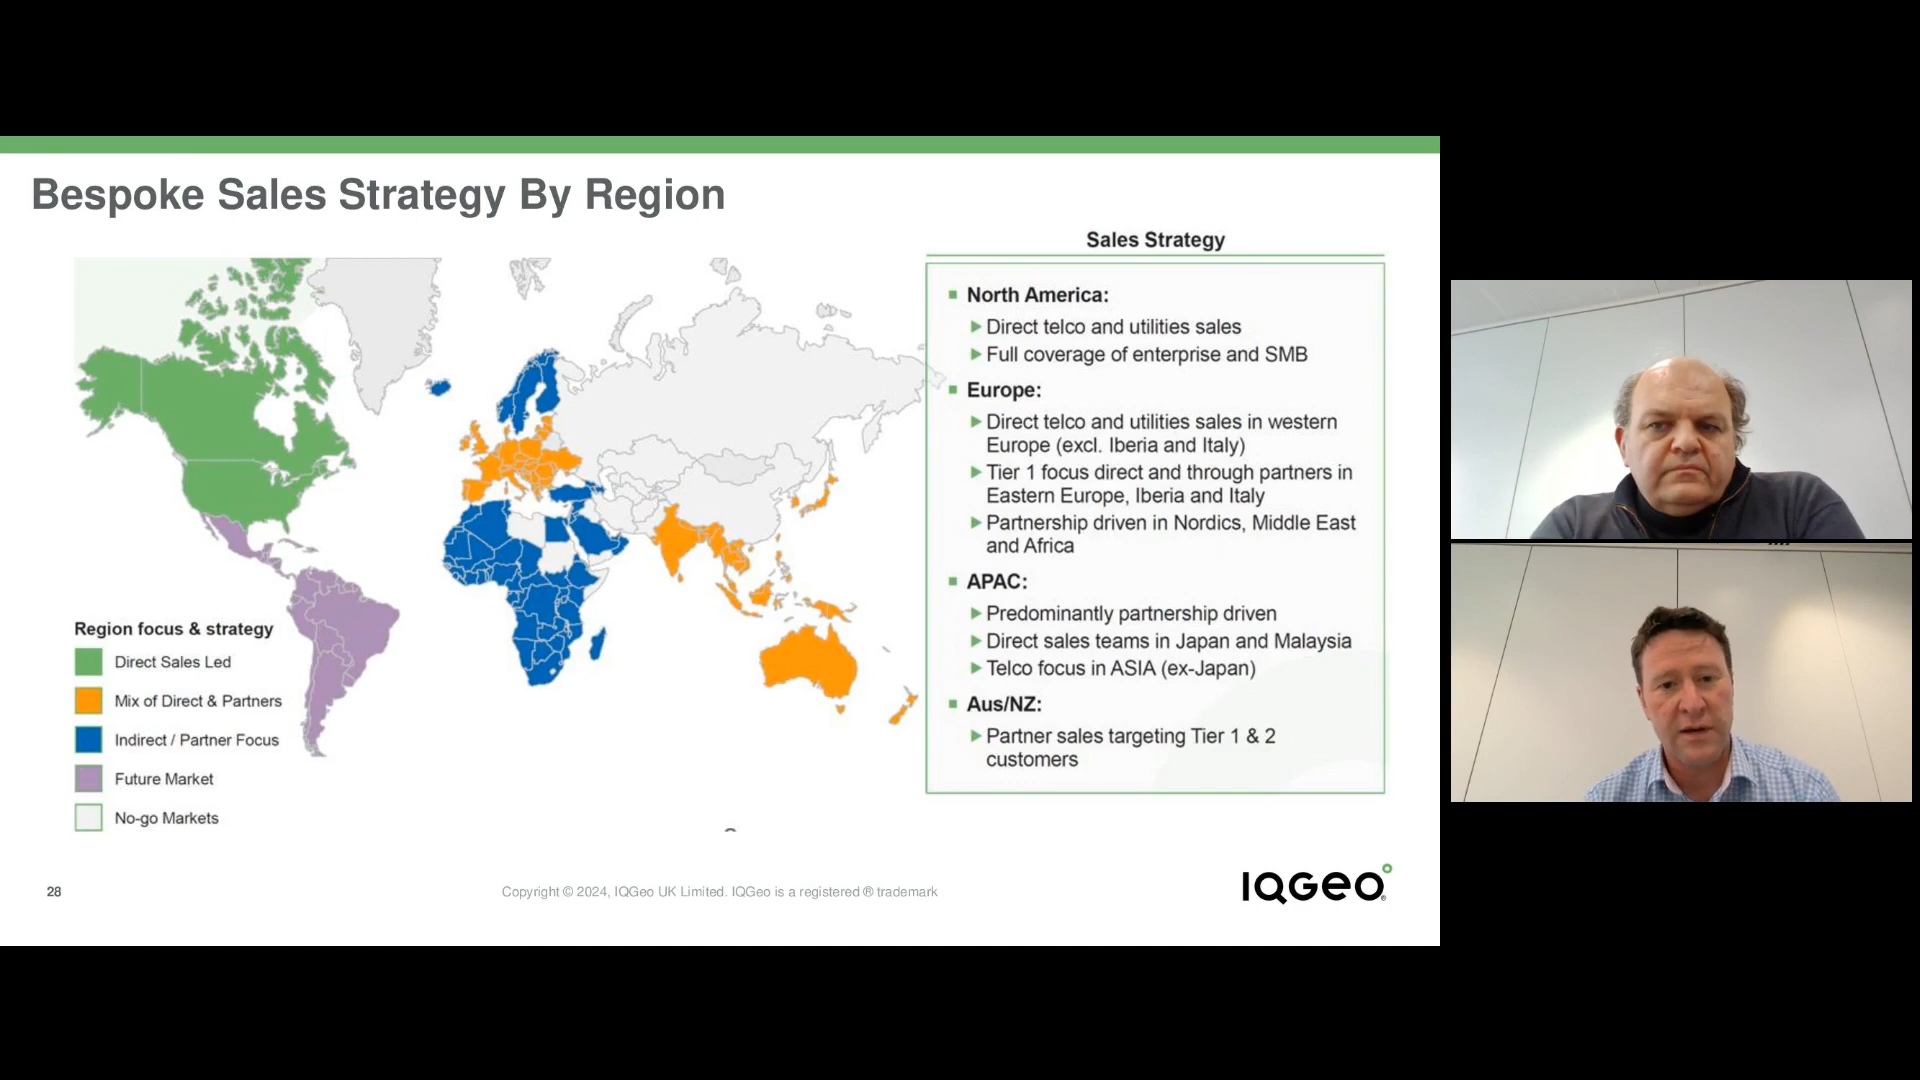 Bespoke Sales Strategy By Region
Sales Strategy
North America:
Direct telco and utilities sales
Full coverage of enterprise and SMB
Europe:
Direct telco and utilities sales in western
Europe (excl. Iberia and Italy)
Tier 1 focus direct and through partners in
Eastern Europe, Iberia and Italy
Partnership driven in Nordics, Middle East
and Africa
APAC:
Predominantly partnership driven
Direct sales teams in Japan and Malaysia
Telco focus in ASIA (ex-Japan)
Aus/NZ:
Partner sales targeting Tier 1 & 2
customers
Region focus & strategy
Direct Sales Led
Mix of Direct & Partners
Indirect / Partner Focus
Future Market
No-go Markets
28
Copyright © 2024, IQGeo UK Limited. IQGeo is a registered ® trademark
IQGeo®